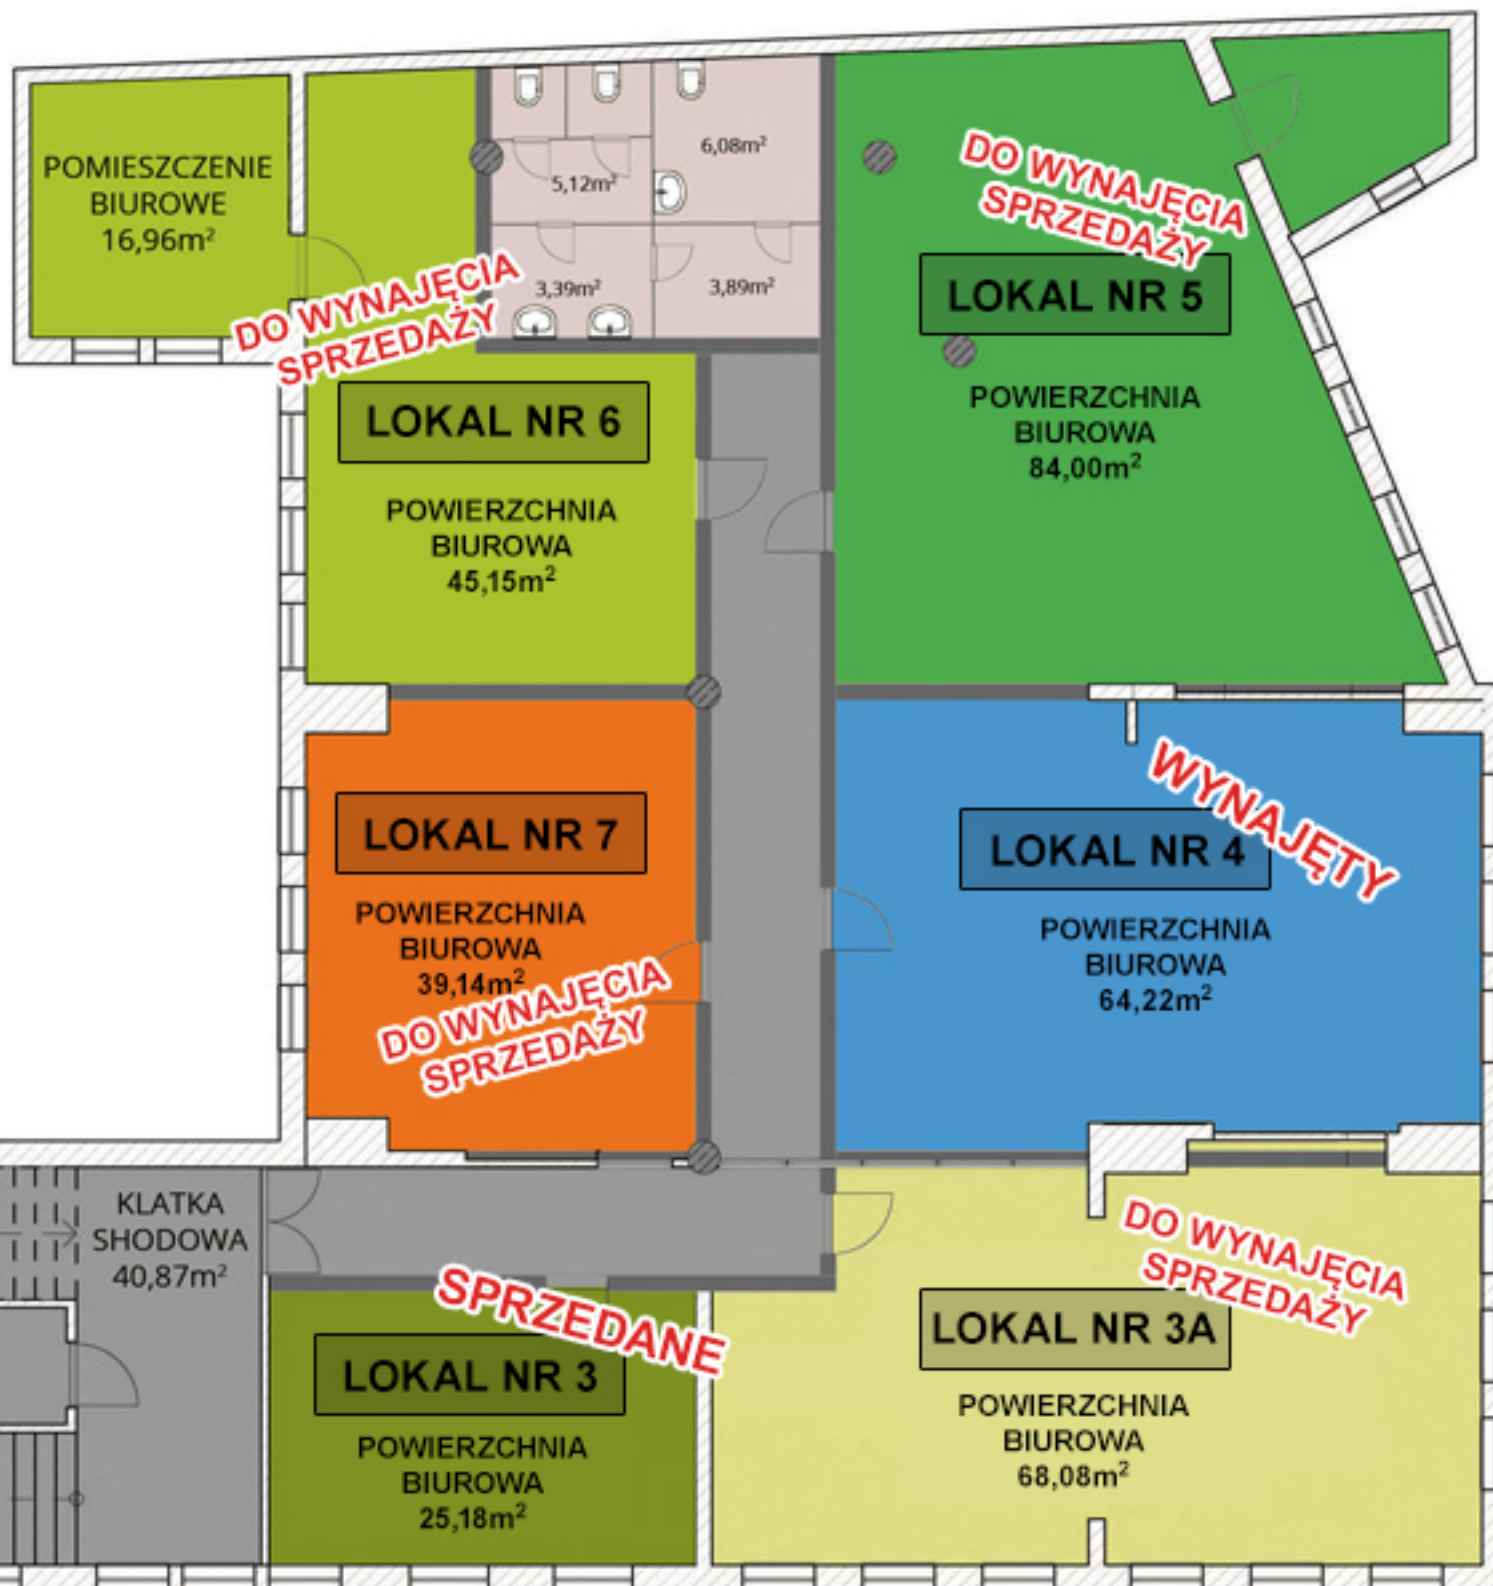 POMIESZCZENIE
BIUROWE
16,96m²
5,12m²
6,08m²
3,39m²
3,89m²
DO WYNAJĘCIA
SPRZEDAŻY
LOKAL NR 5
POWIERZCHNIA
BIUROWA
84,00m²
DO WYNAJĘCIA
SPRZEDAŻY
LOKAL NR 6
POWIERZCHNIA
BIUROWA
45,15m²
LOKAL NR 7
POWIERZCHNIA
BIUROWA
39,14m²
DO WYNAJĘCIA
SPRZEDAŻY
WYNAJĘTY
LOKAL NR 4
POWIERZCHNIA
BIUROWA
64,22m²
KLATKA
SHODOWA
40,87m²
SPRZEDANE
LOKAL NR 3
POWIERZCHNIA
BIUROWA
25,18m²
DO WYNAJĘCIA
SPRZEDAŻY
LOKAL NR 3A
POWIERZCHNIA
BIUROWA
68,08m²